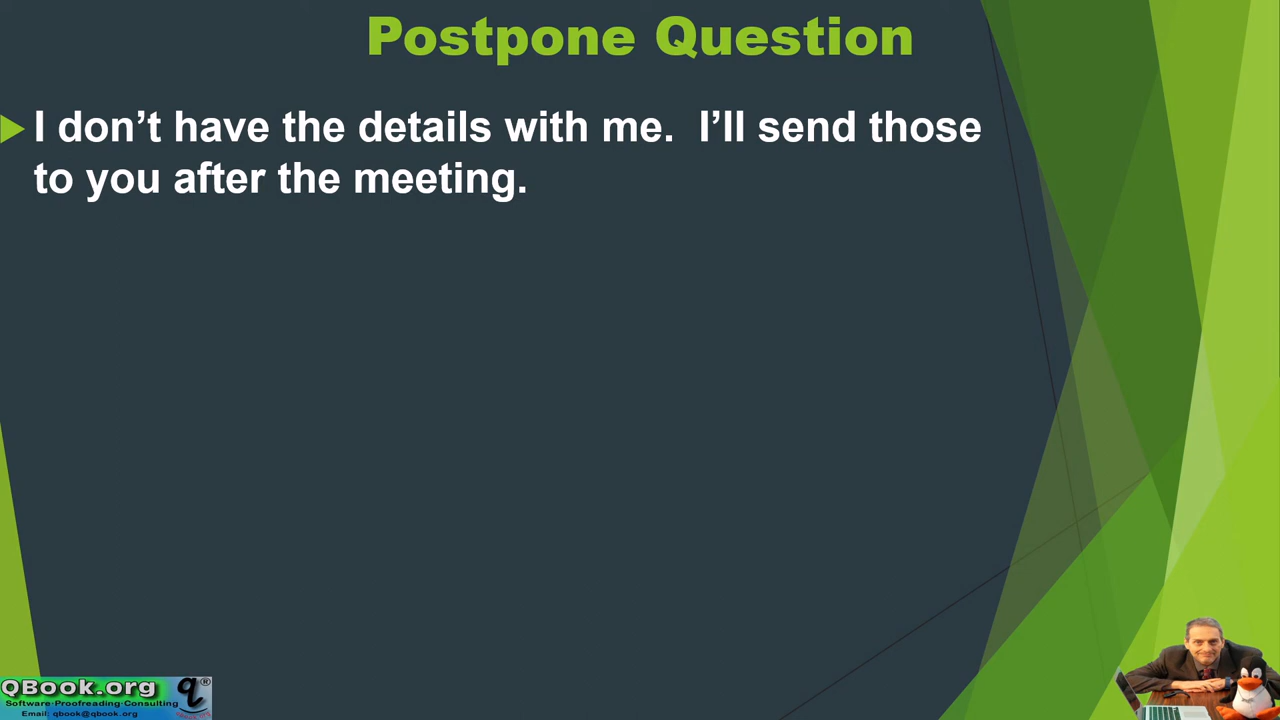 Postpone Question
I don’t have the details with me.  I’ll send those
to you after the meeting.
QBook.org
q®
Software·Proofreading·Consulting
Email: qbook@qbook.org